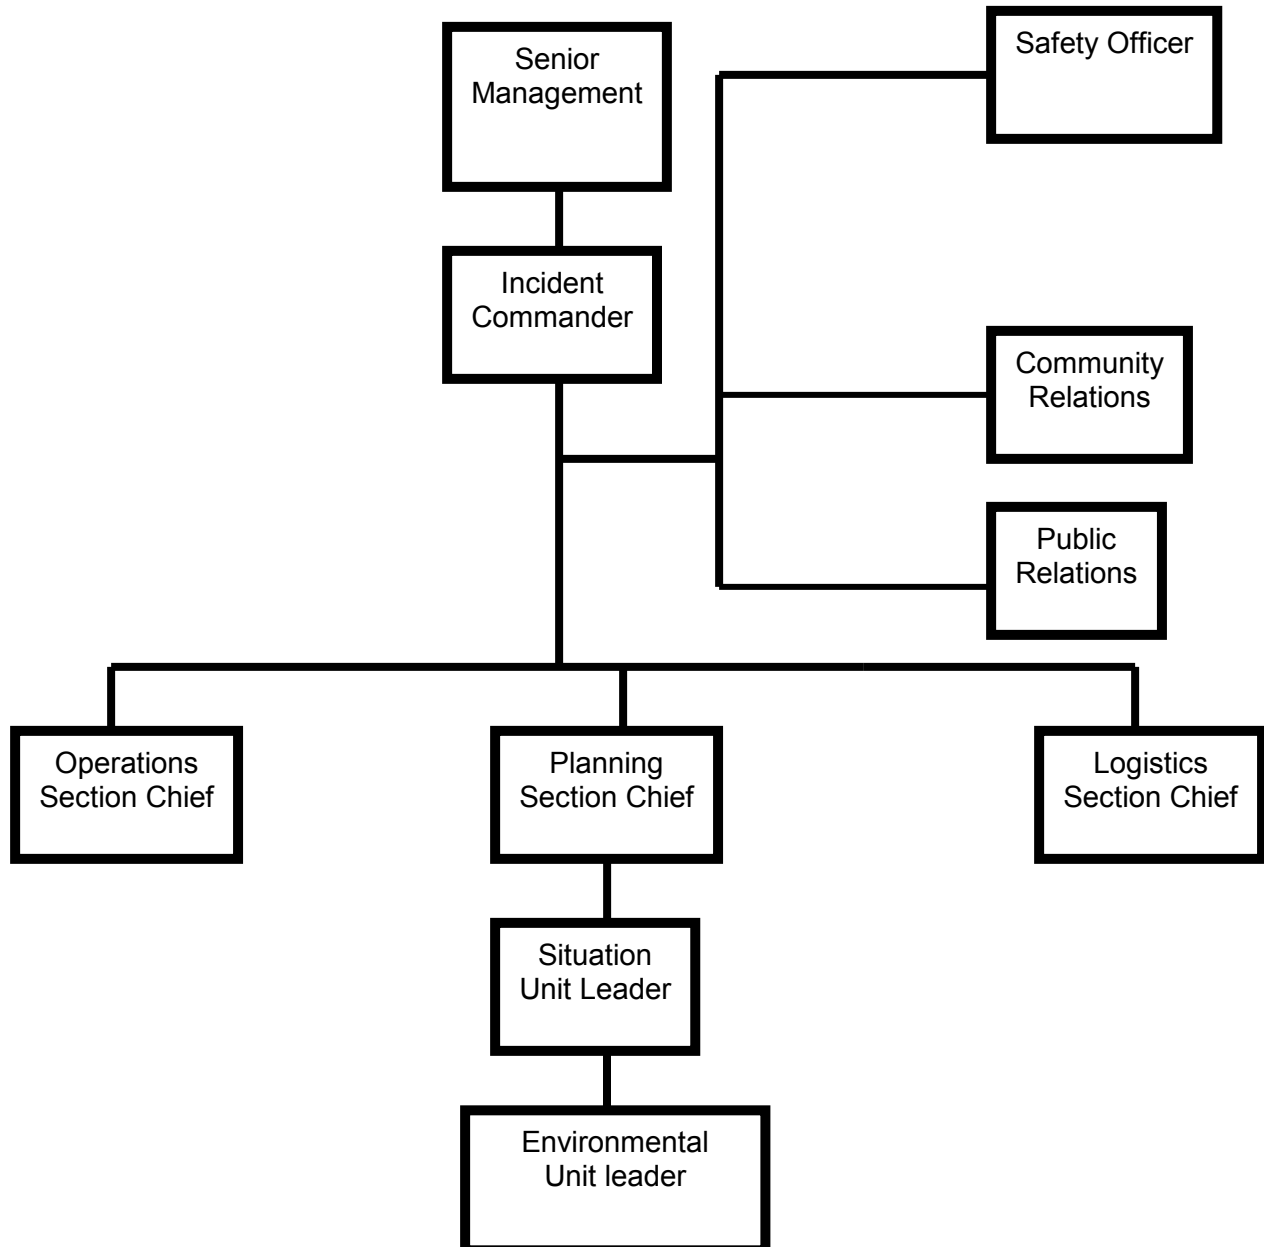 Senior
Management
Safety Officer
Incident
Commander
Community
Relations
Public
Relations
Operations
Section Chief
Planning
Section Chief
Logistics
Section Chief
Situation
Unit Leader
Environmental
Unit leader